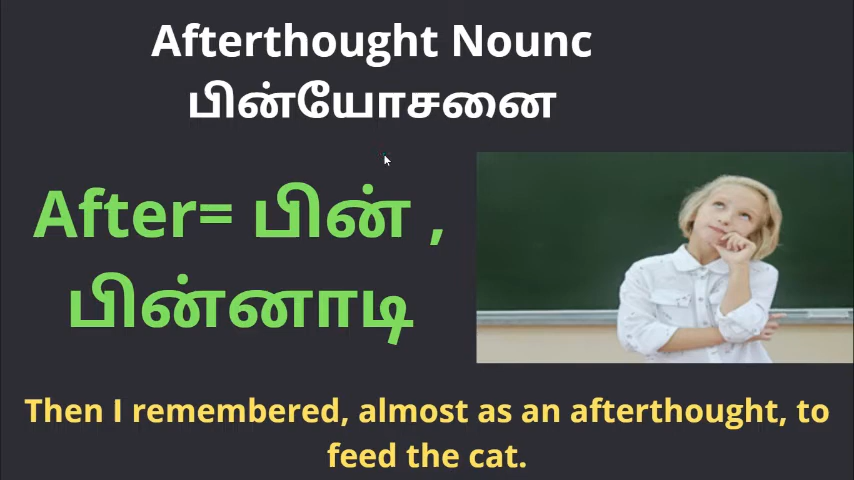 Afterthought Nounc
பின்யோசனை
After= பின் ,
பின்னாடி
Then I remembered, almost as an afterthought, to
feed the cat.